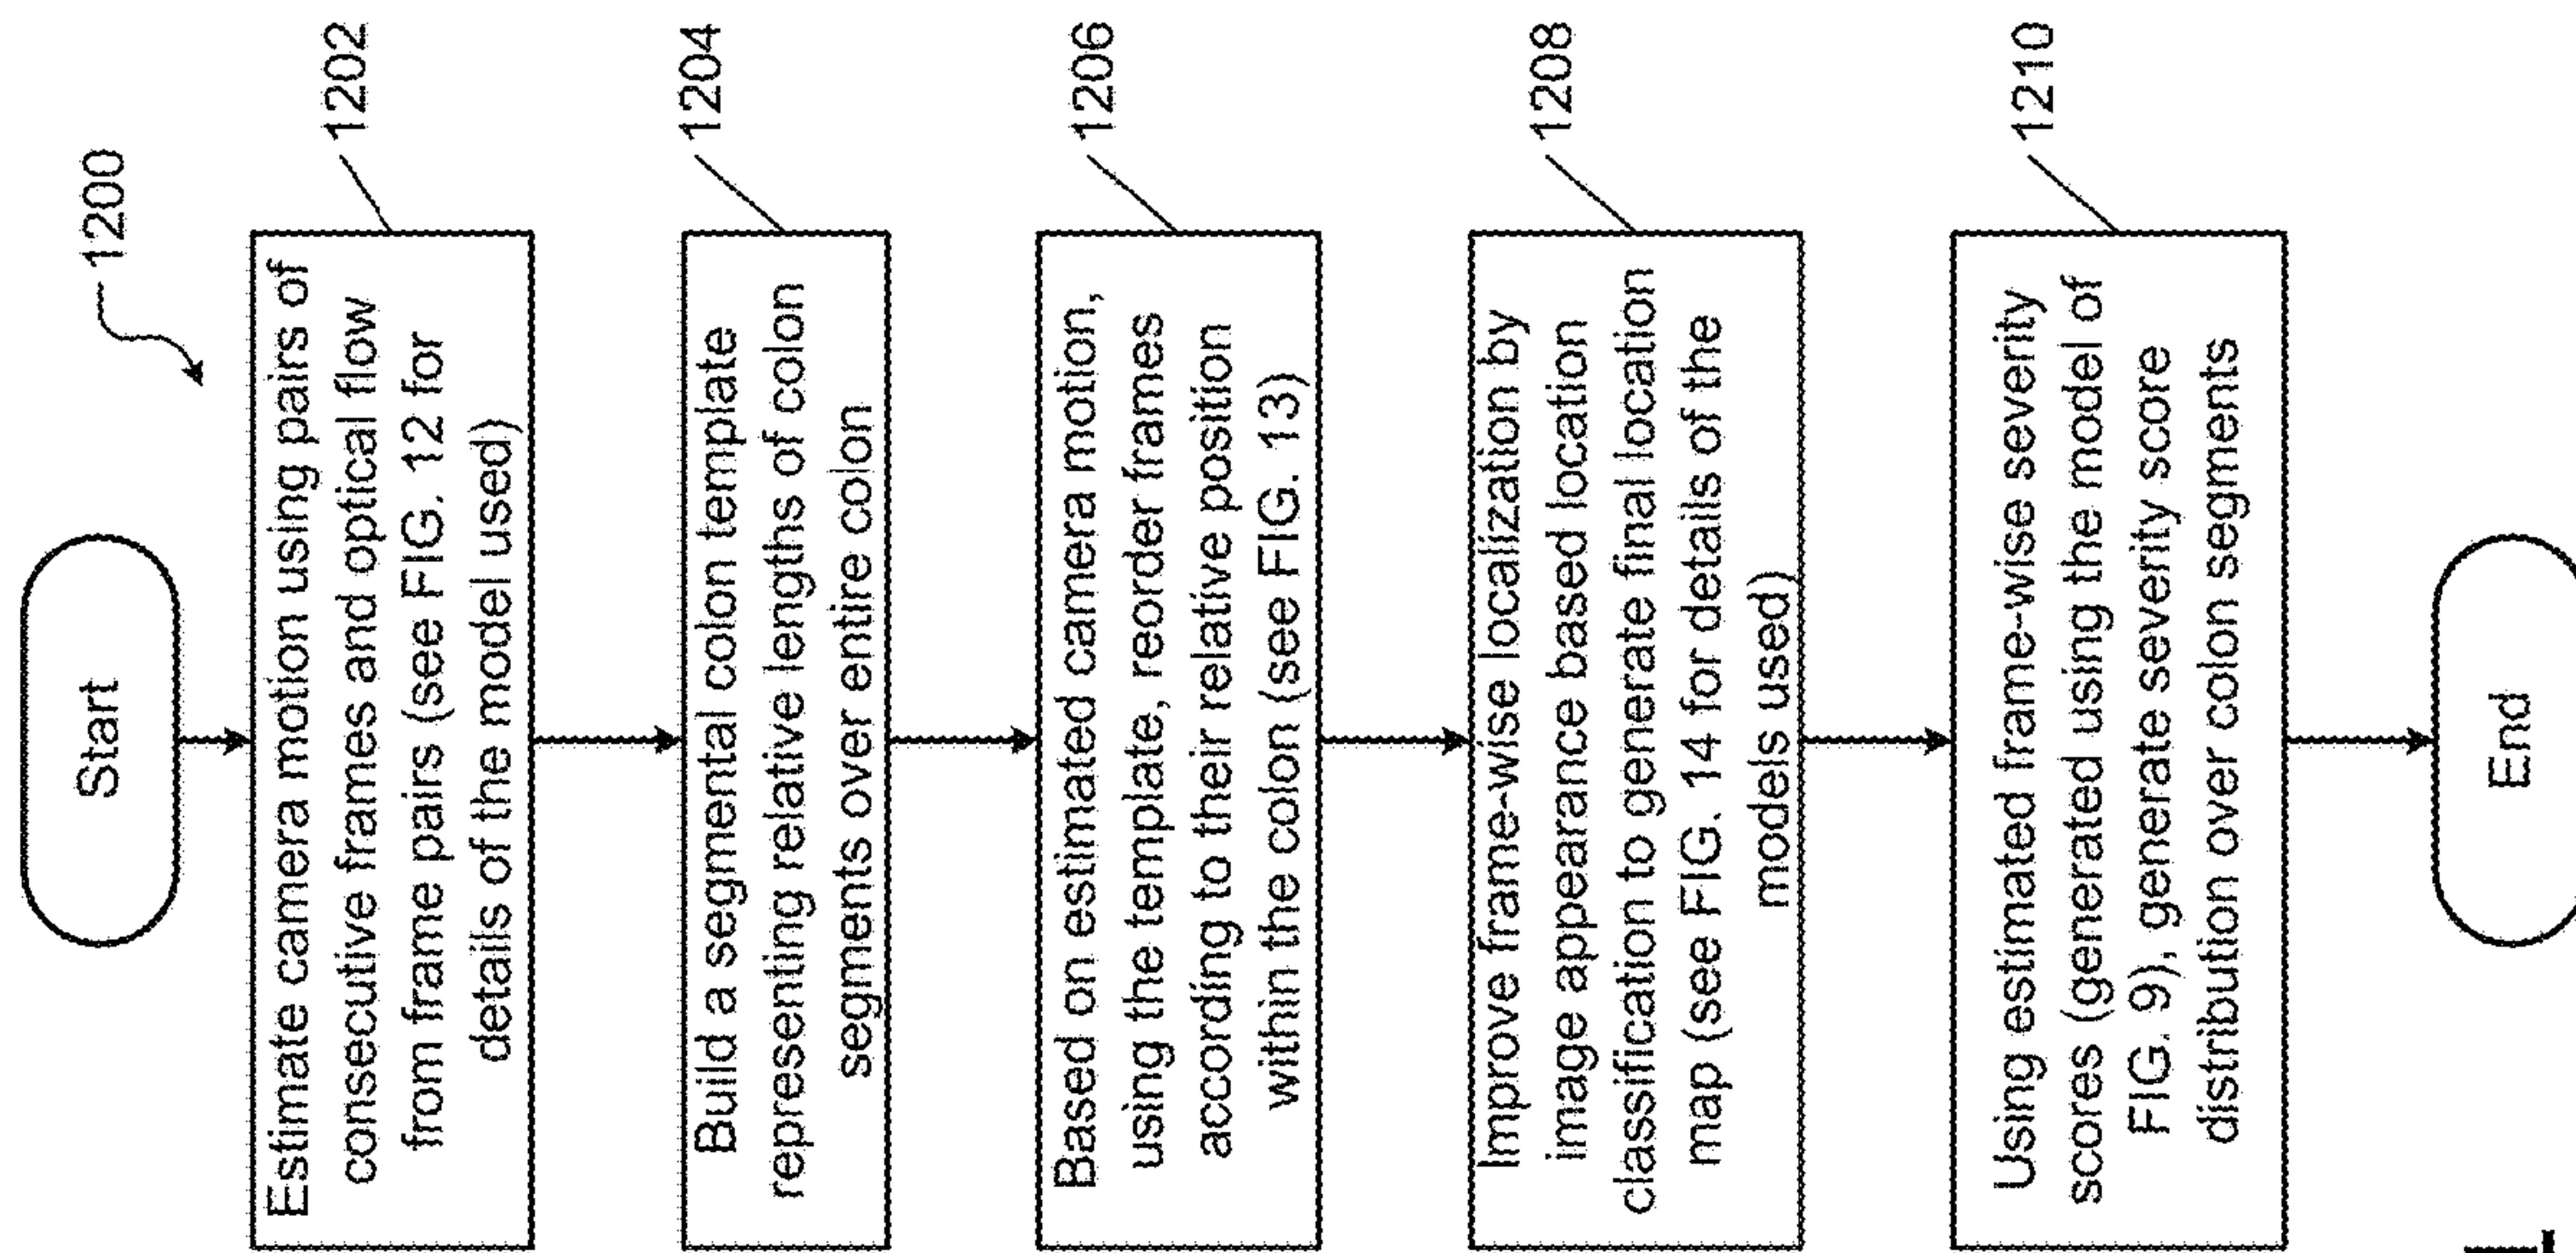 1200
Start
Estimate camera motion using pairs of
consecutive frames and optical flow
from frame pairs (see FIG. 12 for
details of the model used)
1202
Build a segmental colon template
representing relative lengths of colon
segments over entire colon
1204
Based on estimated camera motion,
using the template, reorder frames
according to their relative position
within the colon (see FIG. 13)
1206
Improve frame-wise localization by
image appearance based location
classification to generate final location
map (see FIG. 14 for details of the
models used)
1208
Using estimated frame-wise severity
scores (generated using the model of
FIG. 9), generate severity score
distribution over colon segments
1210
End